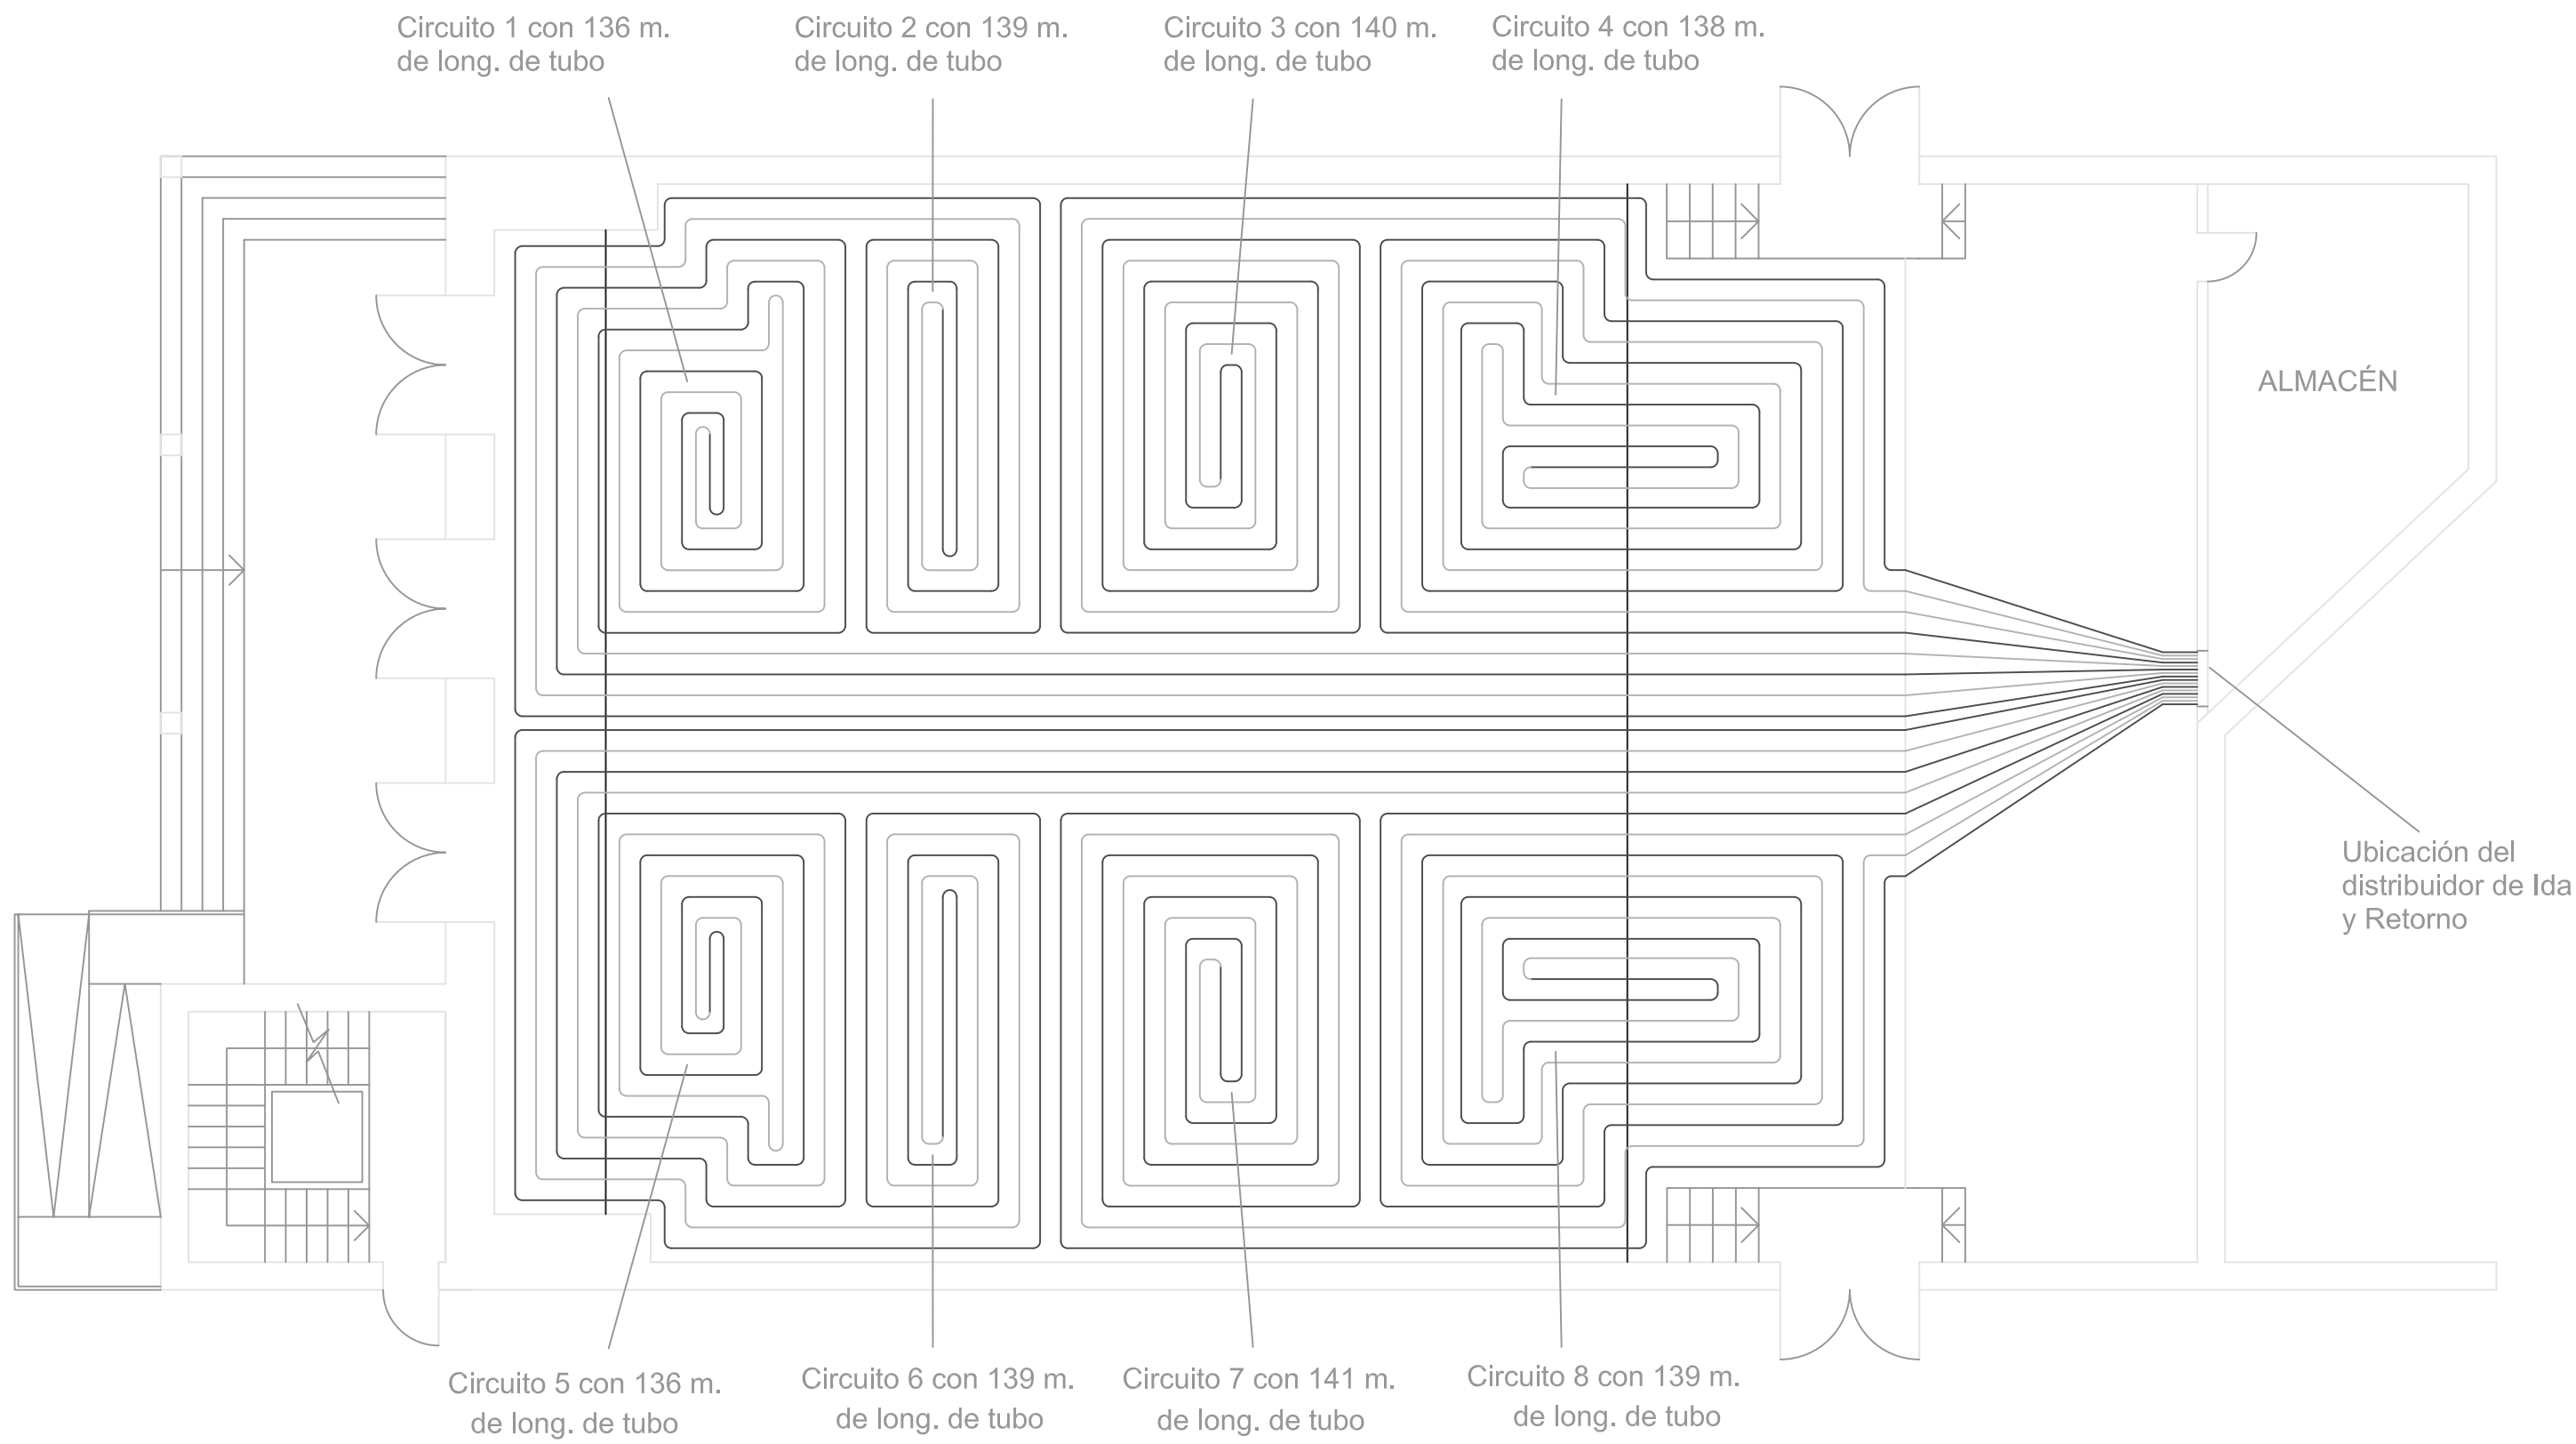 Circuito 1 con 136 m.
de long. de tubo
Circuito 2 con 139 m.
de long. de tubo
Circuito 3 con 140 m.
de long. de tubo
Circuito 4 con 138 m.
de long. de tubo
ALMACÉN
Ubicación del
distribuidor de Ida
y Retorno
Circuito 5 con 136 m.
de long. de tubo
Circuito 6 con 139 m.
de long. de tubo
Circuito 7 con 141 m.
de long. de tubo
Circuito 8 con 139 m.
de long. de tubo